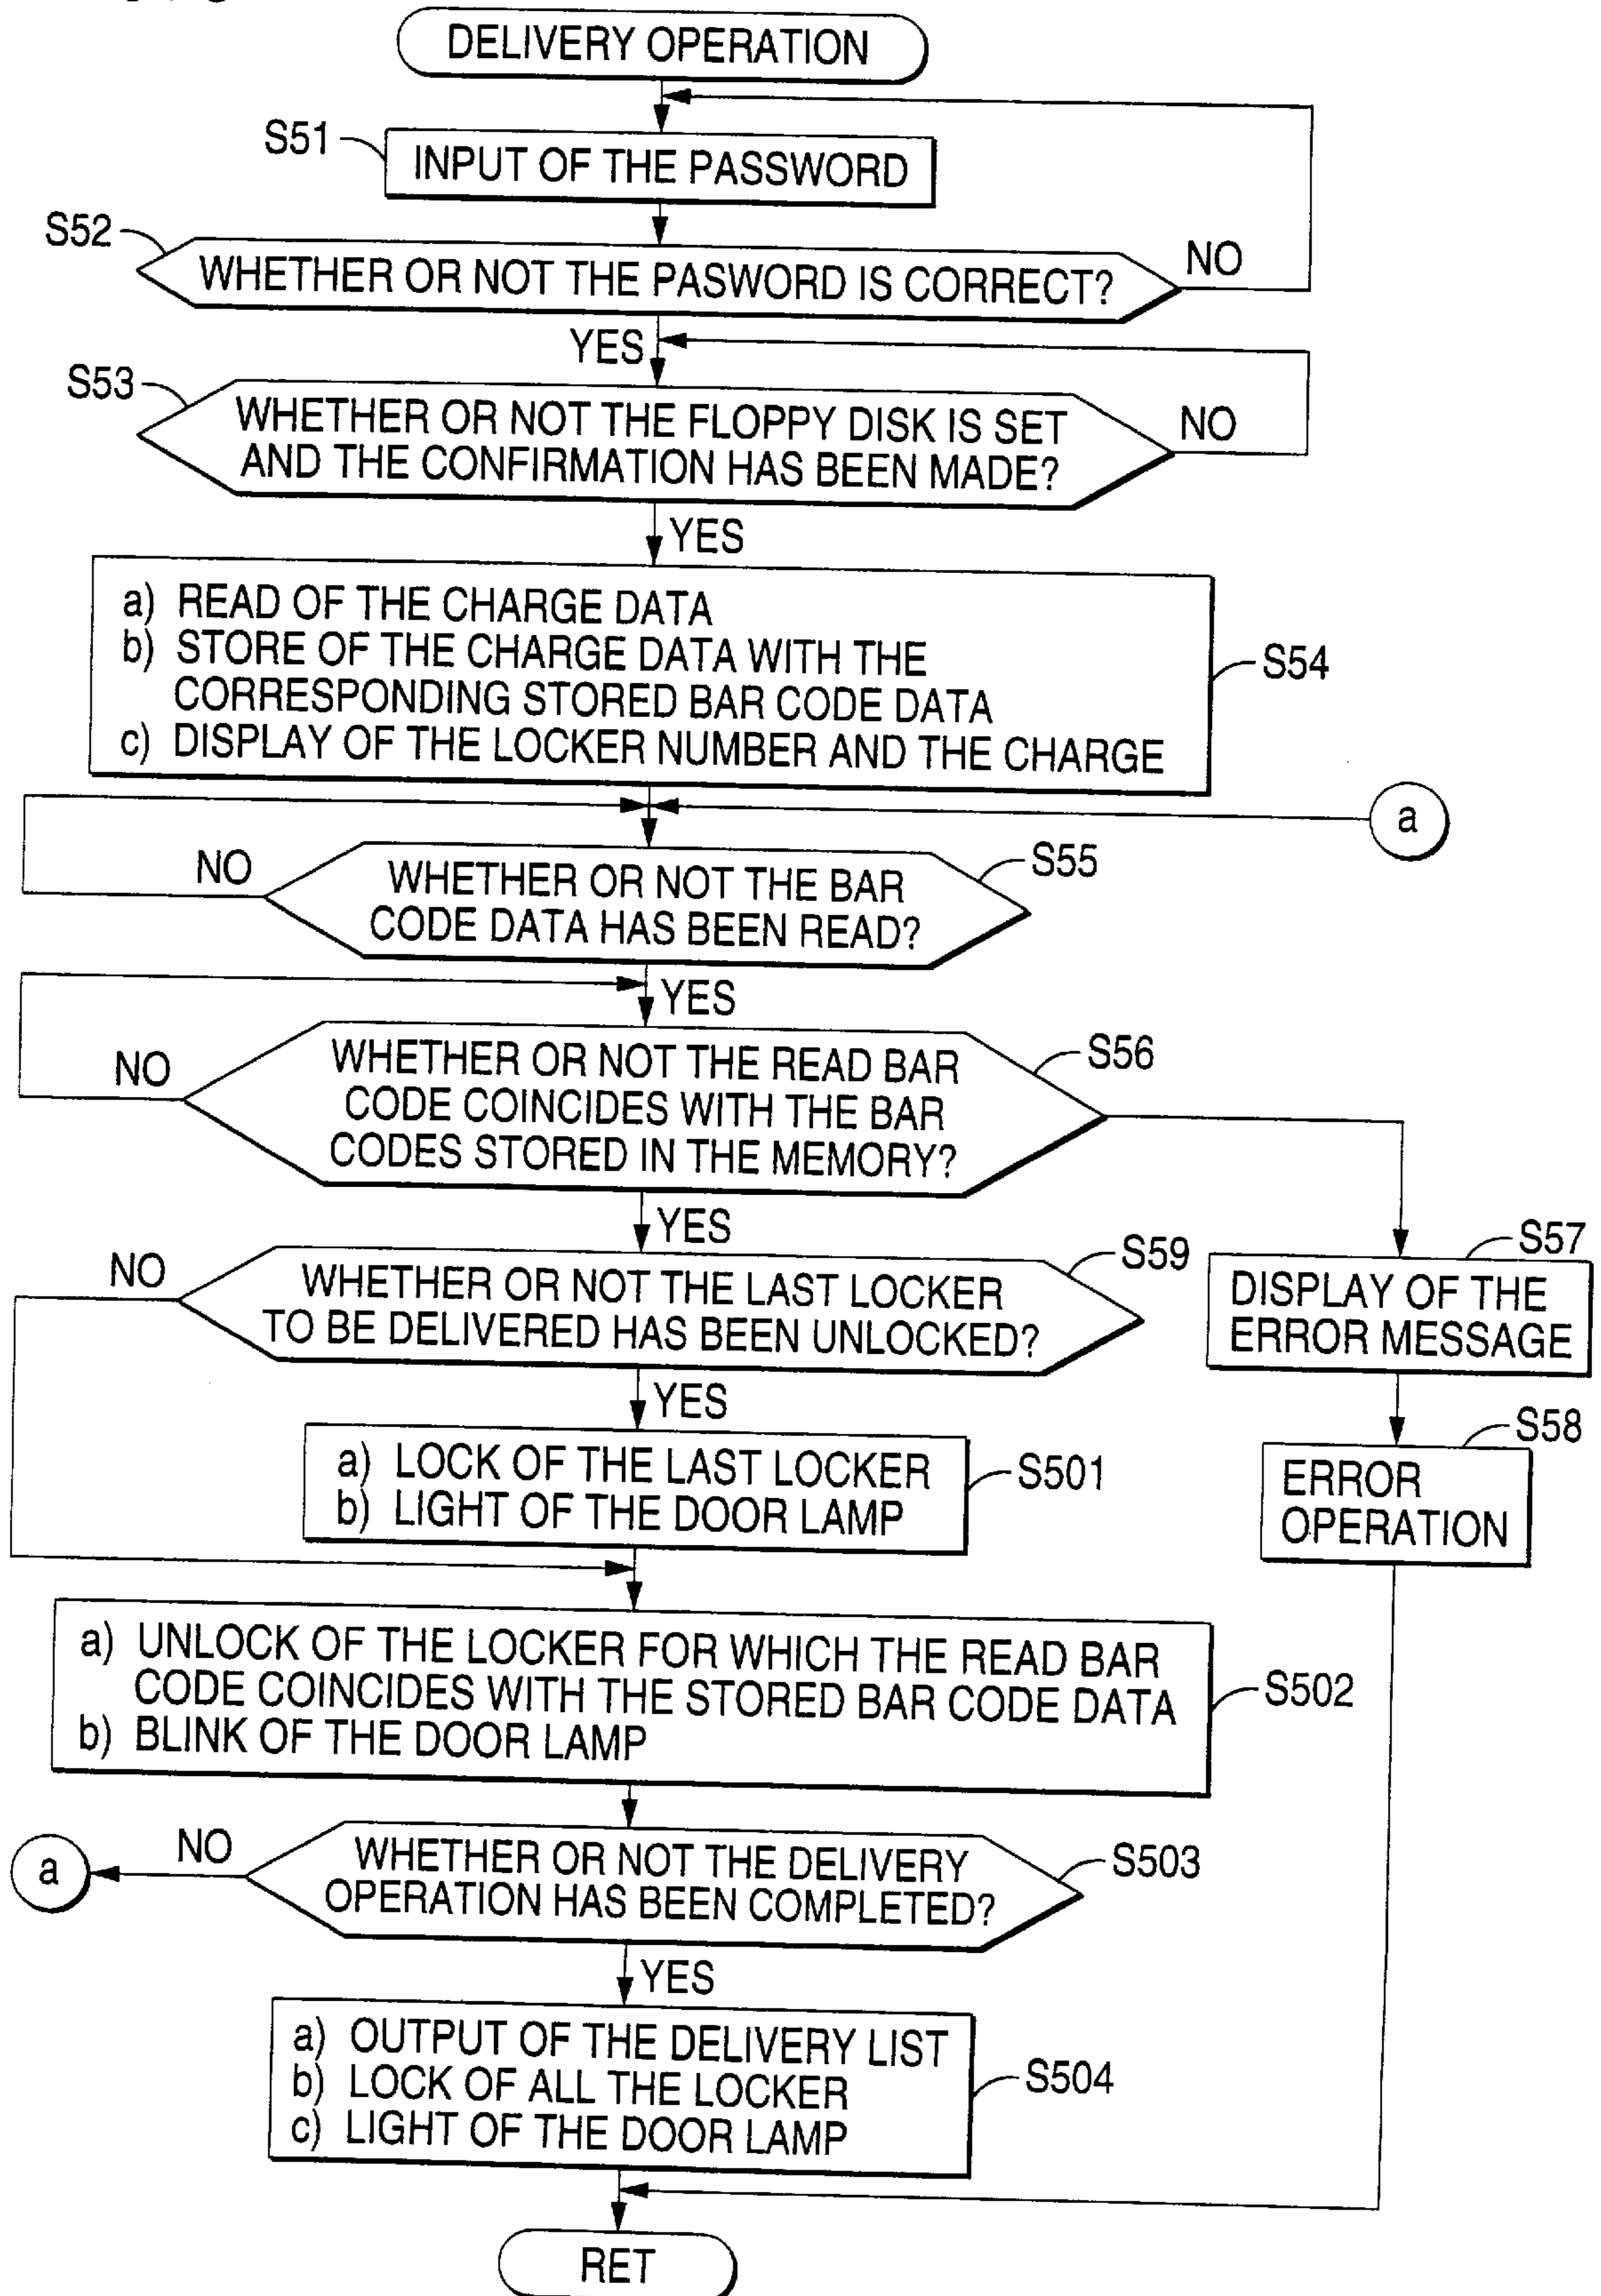 DELIVERY OPERATION
S51
INPUT OF THE PASSWORD
S52
WHETHER OR NOT THE PASWORD IS CORRECT?
NO
YES
S53
WHETHER OR NOT THE FLOPPY DISK IS SET
AND THE CONFIRMATION HAS BEEN MADE?
NO
YES
a) READ OF THE CHARGE DATA
b) STORE OF THE CHARGE DATA WITH THE
CORRESPONDING STORED BAR CODE DATA
c) DISPLAY OF THE LOCKER NUMBER AND THE CHARGE
S54
a
NO
WHETHER OR NOT THE BAR
CODE DATA HAS BEEN READ?
S55
YES
NO
WHETHER OR NOT THE READ BAR
CODE COINCIDES WITH THE BAR
CODES STORED IN THE MEMORY?
S56
YES
NO
WHETHER OR NOT THE LAST LOCKER
TO BE DELIVERED HAS BEEN UNLOCKED?
S59
S57
DISPLAY OF THE
ERROR MESSAGE
YES
a) LOCK OF THE LAST LOCKER
b) LIGHT OF THE DOOR LAMP
S501
S58
ERROR
OPERATION
a) UNLOCK OF THE LOCKER FOR WHICH THE READ BAR
CODE COINCIDES WITH THE STORED BAR CODE DATA
b) BLINK OF THE DOOR LAMP
S502
a
NO
WHETHER OR NOT THE DELIVERY
OPERATION HAS BEEN COMPLETED?
S503
YES
a) OUTPUT OF THE DELIVERY LIST
b) LOCK OF ALL THE LOCKER
c) LIGHT OF THE DOOR LAMP
S504
RET